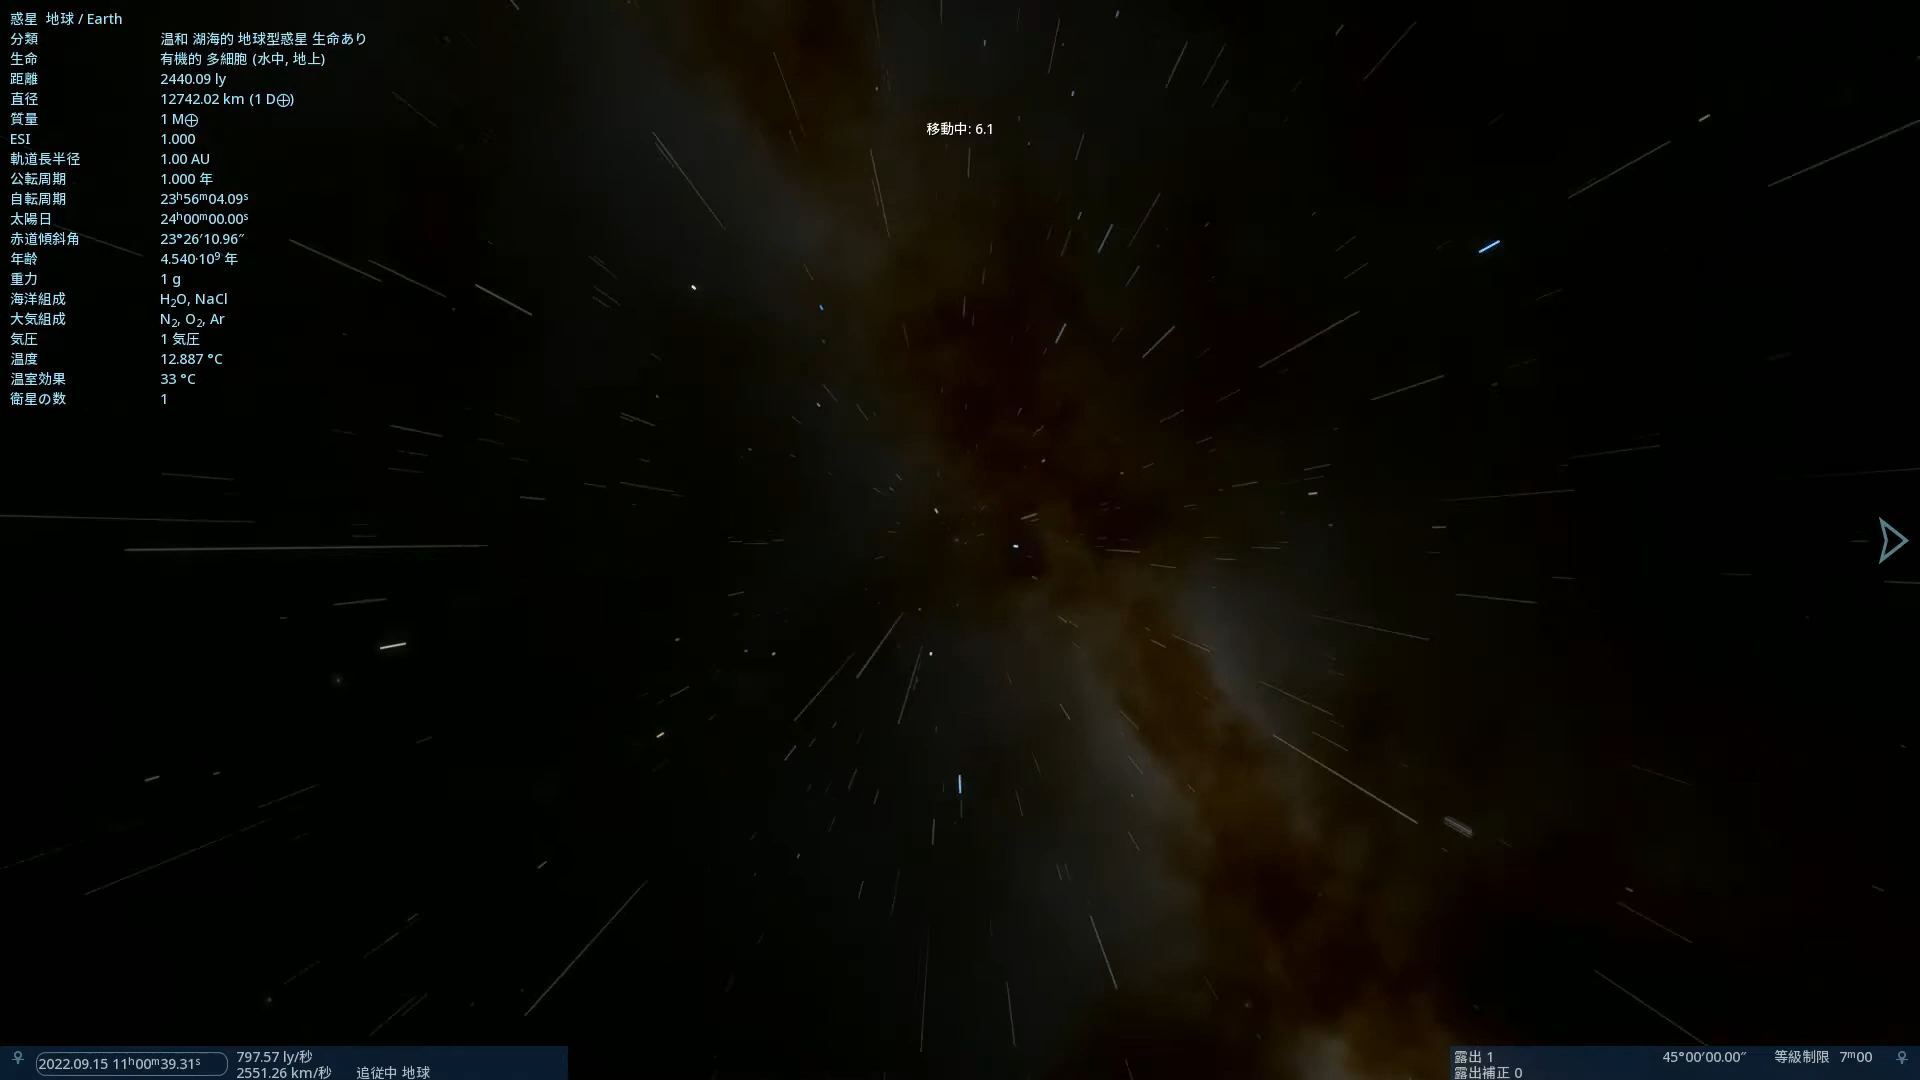 惑星 地球 / Earth
分類 温和 湖海的 地球型惑星 生命あり
生命 有機的 多細胞 (水中, 地上)
距離 2440.09 ly
直径 12742.02 km (1 D⊕)
質量 1 M⊕
ESI 1.000
軌道長半径 1.00 AU
公転周期 1.000 年
自転周期 23ʰ56ᵐ04.09ˢ
太陽日 24ʰ00ᵐ00.00ˢ
赤道傾斜角 23°26′10.96″
年齢 4.540·10⁹ 年
重力 1 g
海洋組成 H₂O, NaCl
大気組成 N₂, O₂, Ar
気圧 1 気圧
温度 12.887 °C
温室効果 33 °C
衛星の数 1
移動中: 6.1
2022.09.15 11ʰ00ᵐ39.31ˢ
797.57 ly/秒
2551.26 km/秒 追従中 地球
露出 1 45°00′00.00″ 等級制限 7ᵐ00
露出補正 0